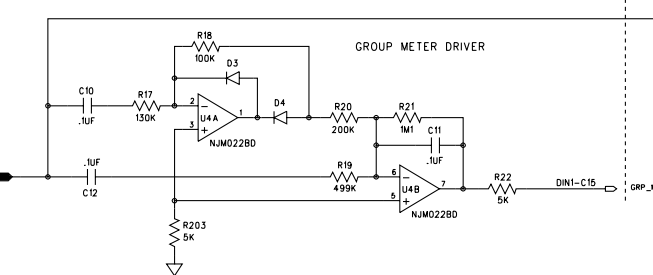 R18
100K
GROUP METER DRIVER
D3
C10
.1UF
R17
130K
2
3
1
U4A
NJM022BD
D4
R20
200K
R21
1M1
C11
.1UF
.1UF
C12
R19
499K
6
5
7
U4B
NJM022BD
R22
5K
DIN1-C15
R203
5K